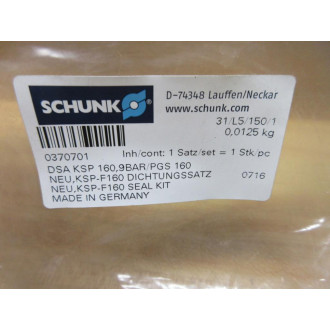 SCHUNK
D-74348 Lauffen/Neckar
www.schunk.com
31/L5/150/1
0,0125 kg
0370701
Inh/cont: 1 Satz/set = 1 Stk/pc
DSA KSP 160,9BAR/PGS 160
NEU,KSP-F160 DICHTUNGSSATZ
0716
NEU,KSP-F160 SEAL KIT
MADE IN GERMANY